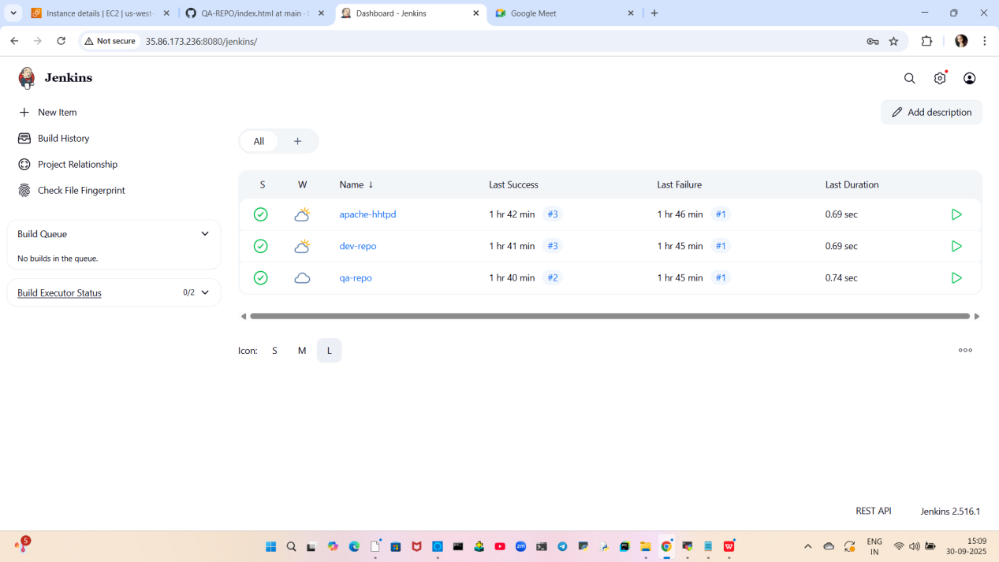 Instance details | EC2 | us-west-
QA-REPO/index.html at main ·
Dashboard - Jenkins
Google Meet
Not secure
35.86.173.236:8080/jenkins/
Jenkins
New Item
Add description
Build History
All
Project Relationship
Check File Fingerprint
S W Name ↓ Last Success Last Failure Last Duration
apache-hhtpd 1 hr 42 min #3 1 hr 46 min #1 0.69 sec
dev-repo 1 hr 41 min #3 1 hr 45 min #1 0.69 sec
qa-repo 1 hr 40 min #2 1 hr 45 min #1 0.74 sec
Build Queue
No builds in the queue.
Build Executor Status 0/2
Icon: S M L
REST API Jenkins 2.516.1
5
zm
PC
W
ENG
IN
15:09
30-09-2025